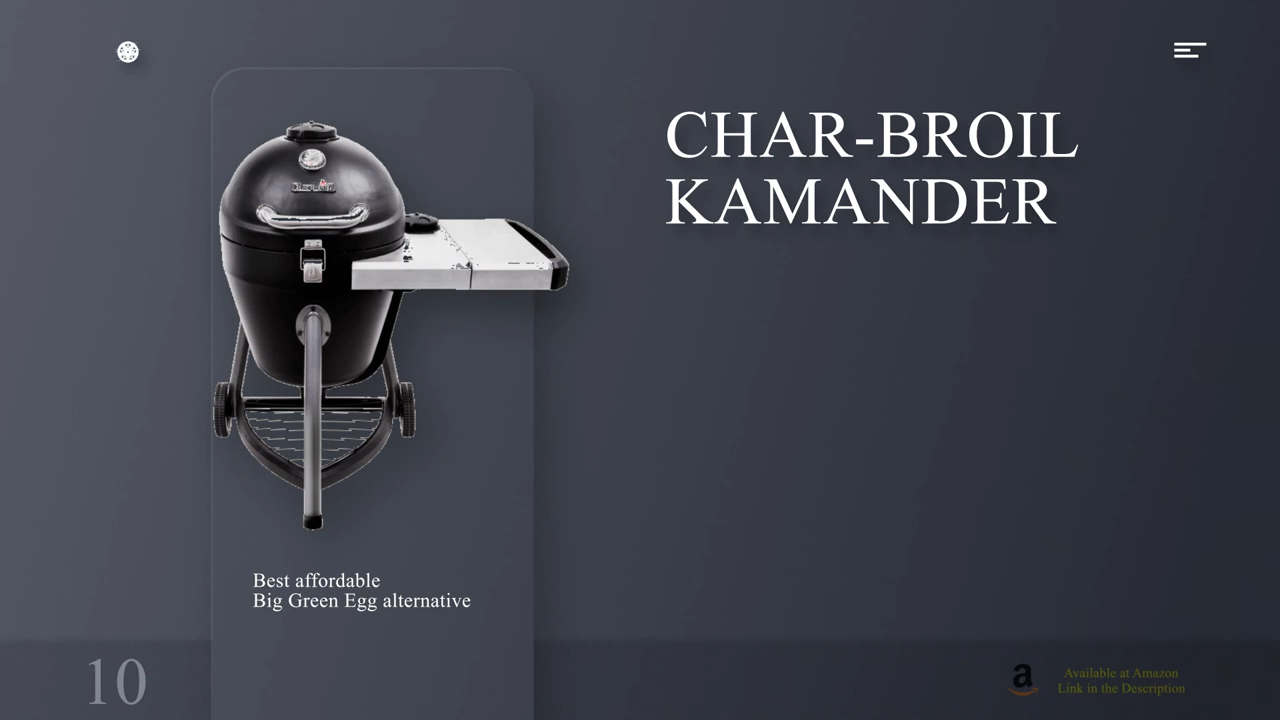 CHAR-BROIL
KAMANDER
Best affordable
Big Green Egg alternative
10
a
Available at Amazon
Link in the Description